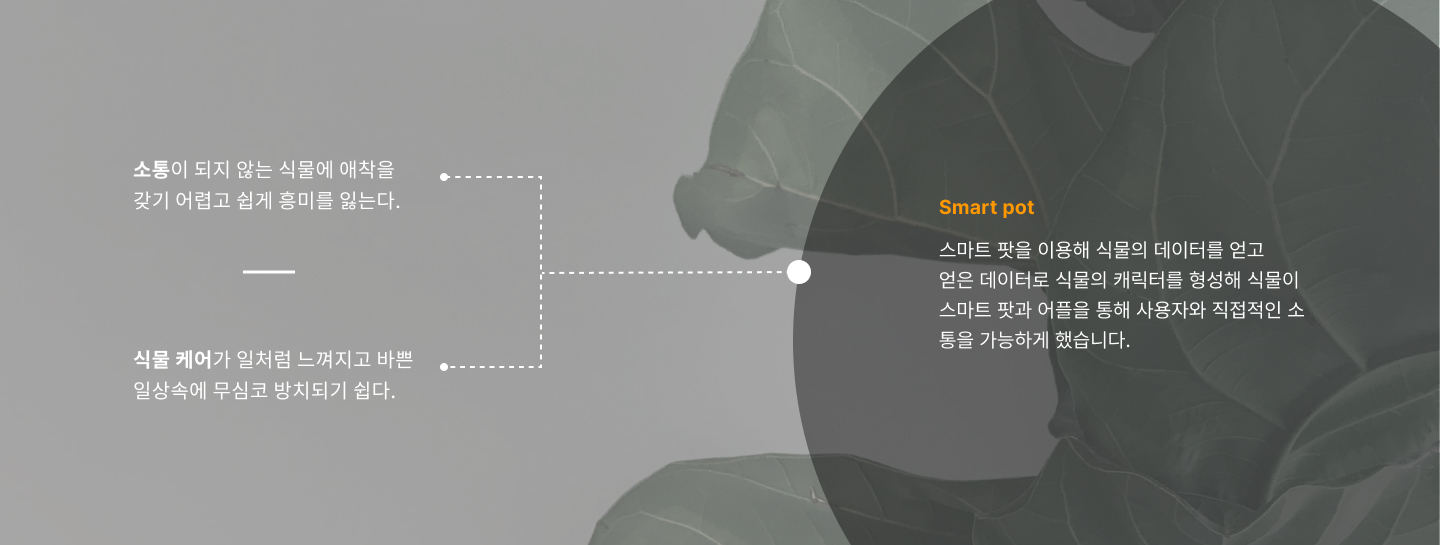 소통이 되지 않는 식물에 애착을
갖기 어렵고 쉽게 흥미를 잃는다.
식물 케어가 일처럼 느껴지고 바쁜
일상속에 무심코 방치되기 쉽다.
Smart pot
스마트 팟을 이용해 식물의 데이터를 얻고
얻은 데이터로 식물의 캐릭터를 형성해 식물이
스마트 팟과 어플을 통해 사용자와 직접적인 소
통을 가능하게 했습니다.